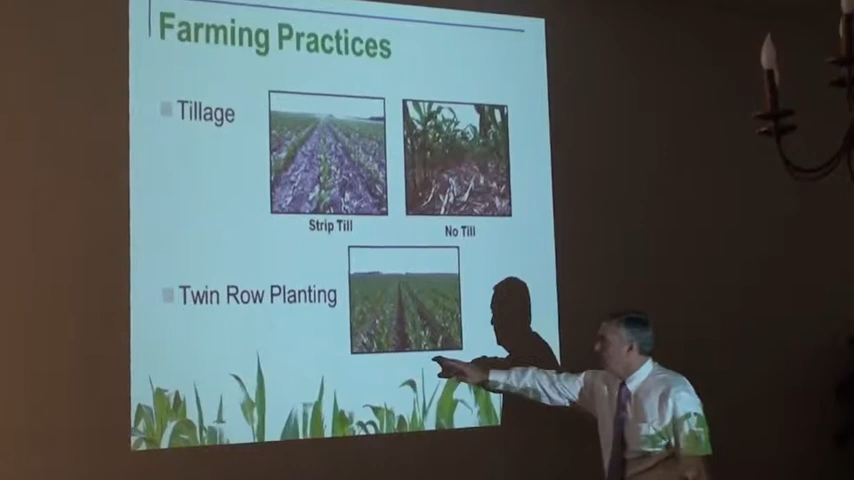 Farming Practices
Tillage
Strip Till
No Till
Twin Row Planting